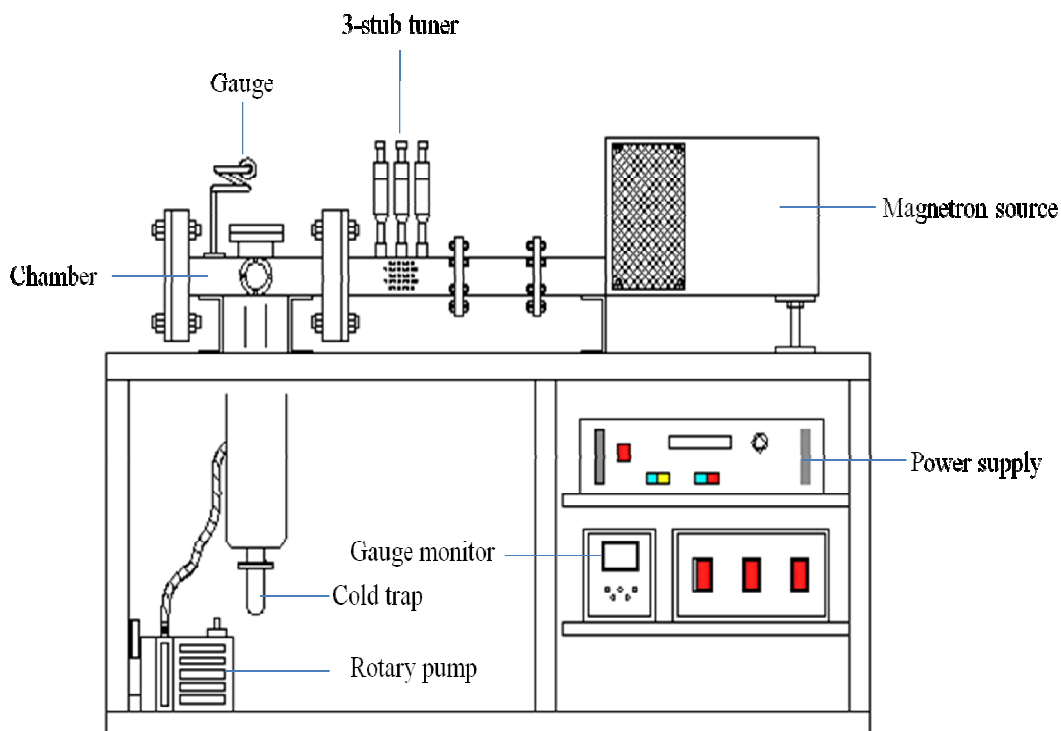 3-stub tuner
Gauge
Magnetron source
Chamber
Power supply
Gauge monitor
Cold trap
Rotary pump